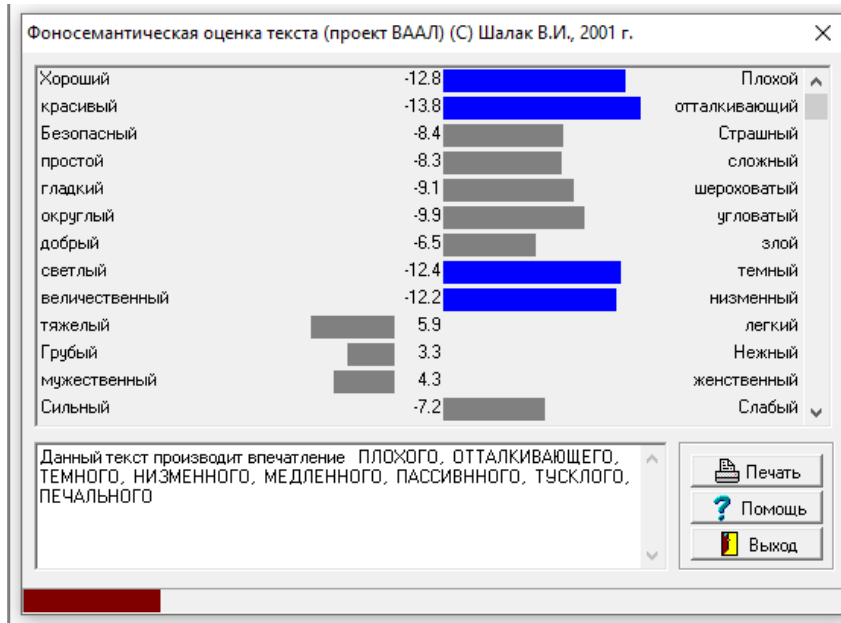 Фоносемантическая оценка текста (проект ВААЛ) (С) Шалак В.И., 2001 г.
Хороший -12.8 Плохой
красивый -13.8 отталкивающий
Безопасный -8.4 Страшный
простой -8.3 сложный
гладкий -9.1 шероховатый
округлый -9.9 угловатый
добрый -6.5 злой
светлый -12.4 темный
величественный -12.2 низменный
тяжелый 5.9 легкий
Грубый 3.3 Нежный
мужественный 4.3 женственный
Сильный -7.2 Слабый
Данный текст производит впечатление ПЛОХОГО, ОТТАЛКИВАЮЩЕГО,
ТЕМНОГО, НИЗМЕННОГО, МЕДЛЕННОГО, ПАССИВННОГО, ТУСКЛОГО,
ПЕЧАЛЬНОГО
Печать
Помощь
Выход